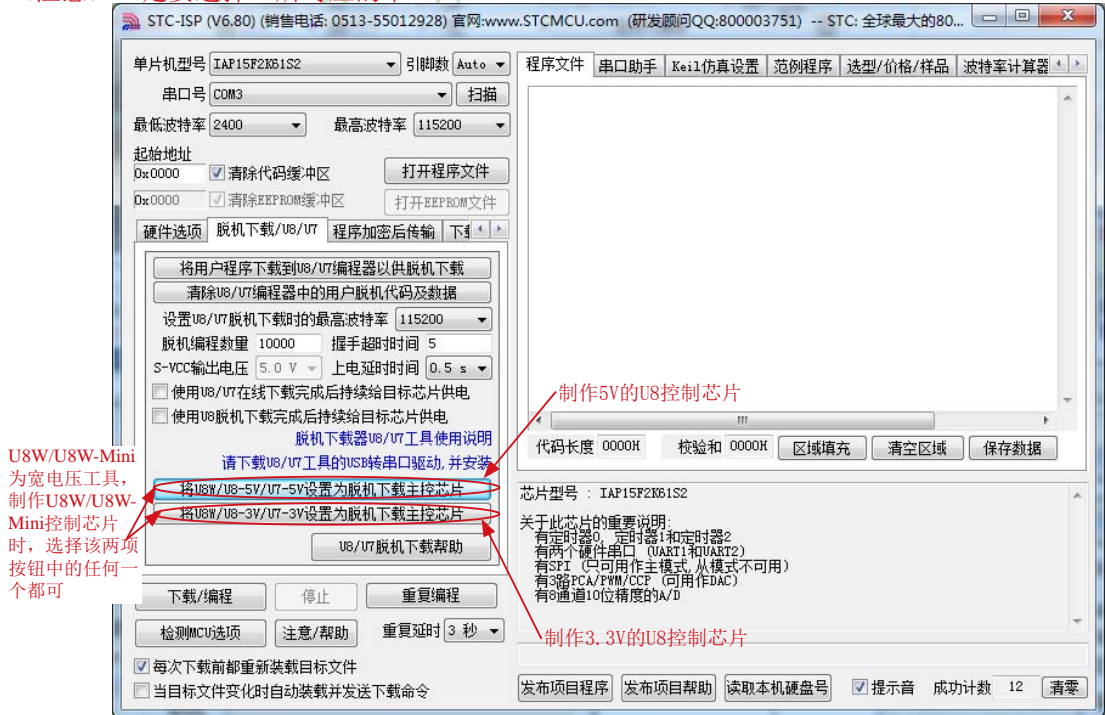 STC-ISP (V6.80) (销售电话: 0513-55012928) 官网:www.STCMCU.com  (研发顾问QQ:800003751)  -- STC: 全球最大的80...
单片机型号 IAP15F2K61S2 引脚数 Auto
串口号 COM3 扫描
最低波特率 2400 最高波特率 115200
起始地址
0x0000 清除代码缓冲区 打开程序文件
0x0000 清除EEPROM缓冲区 打开EEPROM文件
硬件选项 脱机下载/U8/U7 程序加密后传输
将用户程序下载到U8/U7编程器以供脱机下载
清除U8/U7编程器中的用户脱机代码及数据
设置U8/U7脱机下载时的最高波特率 115200
脱机编程数量 10000 握手超时时间 5
S-VCC输出电压 5.0 V 上电延时时间 0.5 s
使用U8/U7在线下载完成后持续给目标芯片供电
使用U8脱机下载完成后持续给目标芯片供电
脱机下载器U8/U7工具使用说明
请下载U8/U7工具的USB转串口驱动,并安装
将U8W/U8-5V/U7-5V设置为脱机下载主控芯片
将U8W/U8-3V/U7-3V设置为脱机下载主控芯片
U8/U7脱机下载帮助
下载/编程 停止 重复编程
检测MCU选项 注意/帮助 重复延时 3 秒
每次下载前都重新装载目标文件
当目标文件变化时自动装载并发送下载命令
U8W/U8W-Mini
为宽电压工具,
制作U8W/U8W-
Mini控制芯片
时，选择该两项
按钮中的任何一
个都可
程序文件 串口助手 Keil仿真设置 范例程序 选型/价格/样品 波特率计算器
制作5V的U8控制芯片
代码长度 0000H 校验和 0000H 区域填充 清空区域 保存数据
芯片型号 : IAP15F2K61S2
关于此芯片的重要说明:
有定时器0, 定时器1和定时器2
有两个硬件串口 (UART1和UART2)
有SPI (只可用作主模式,从模式不可用)
有3路PCA/PWM/CCP (可用作DAC)
有8通道10位精度的A/D
制作3.3V的U8控制芯片
发布项目程序 发布项目帮助 读取本机硬盘号 提示音 成功计数 12 清零